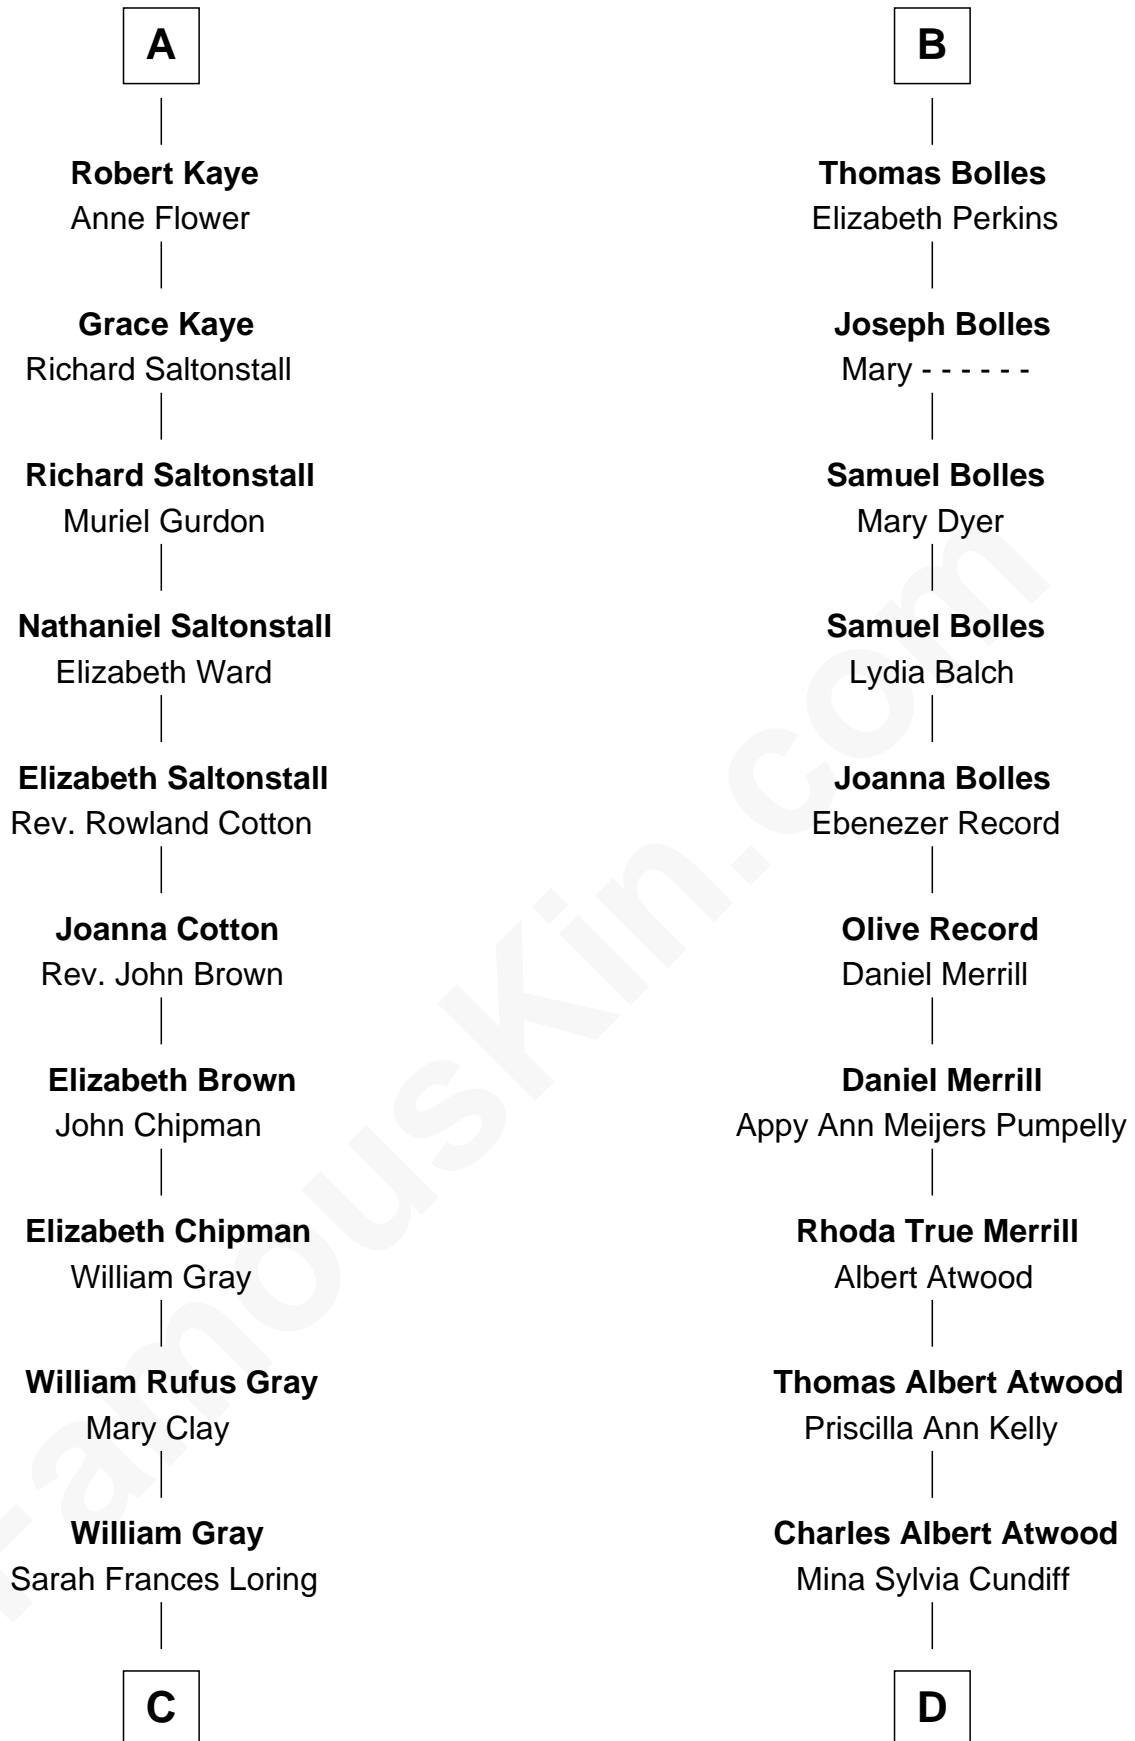 A
Robert Kaye
Anne Flower
Grace Kaye
Richard Saltonstall
Richard Saltonstall
Muriel Gurdon
Nathaniel Saltonstall
Elizabeth Ward
Elizabeth Saltonstall
Rev. Rowland Cotton
Joanna Cotton
Rev. John Brown
Elizabeth Brown
John Chipman
Elizabeth Chipman
William Gray
William Rufus Gray
Mary Clay
William Gray
Sarah Frances Loring
C
B
Thomas Bolles
Elizabeth Perkins
Joseph Bolles
Mary - - - - - -
Samuel Bolles
Mary Dyer
Samuel Bolles
Lydia Balch
Joanna Bolles
Ebenezer Record
Olive Record
Daniel Merrill
Daniel Merrill
Appy Ann Meijers Pumpelly
Rhoda True Merrill
Albert Atwood
Thomas Albert Atwood
Priscilla Ann Kelly
Charles Albert Atwood
Mina Sylvia Cundiff
D
FamousKin.com